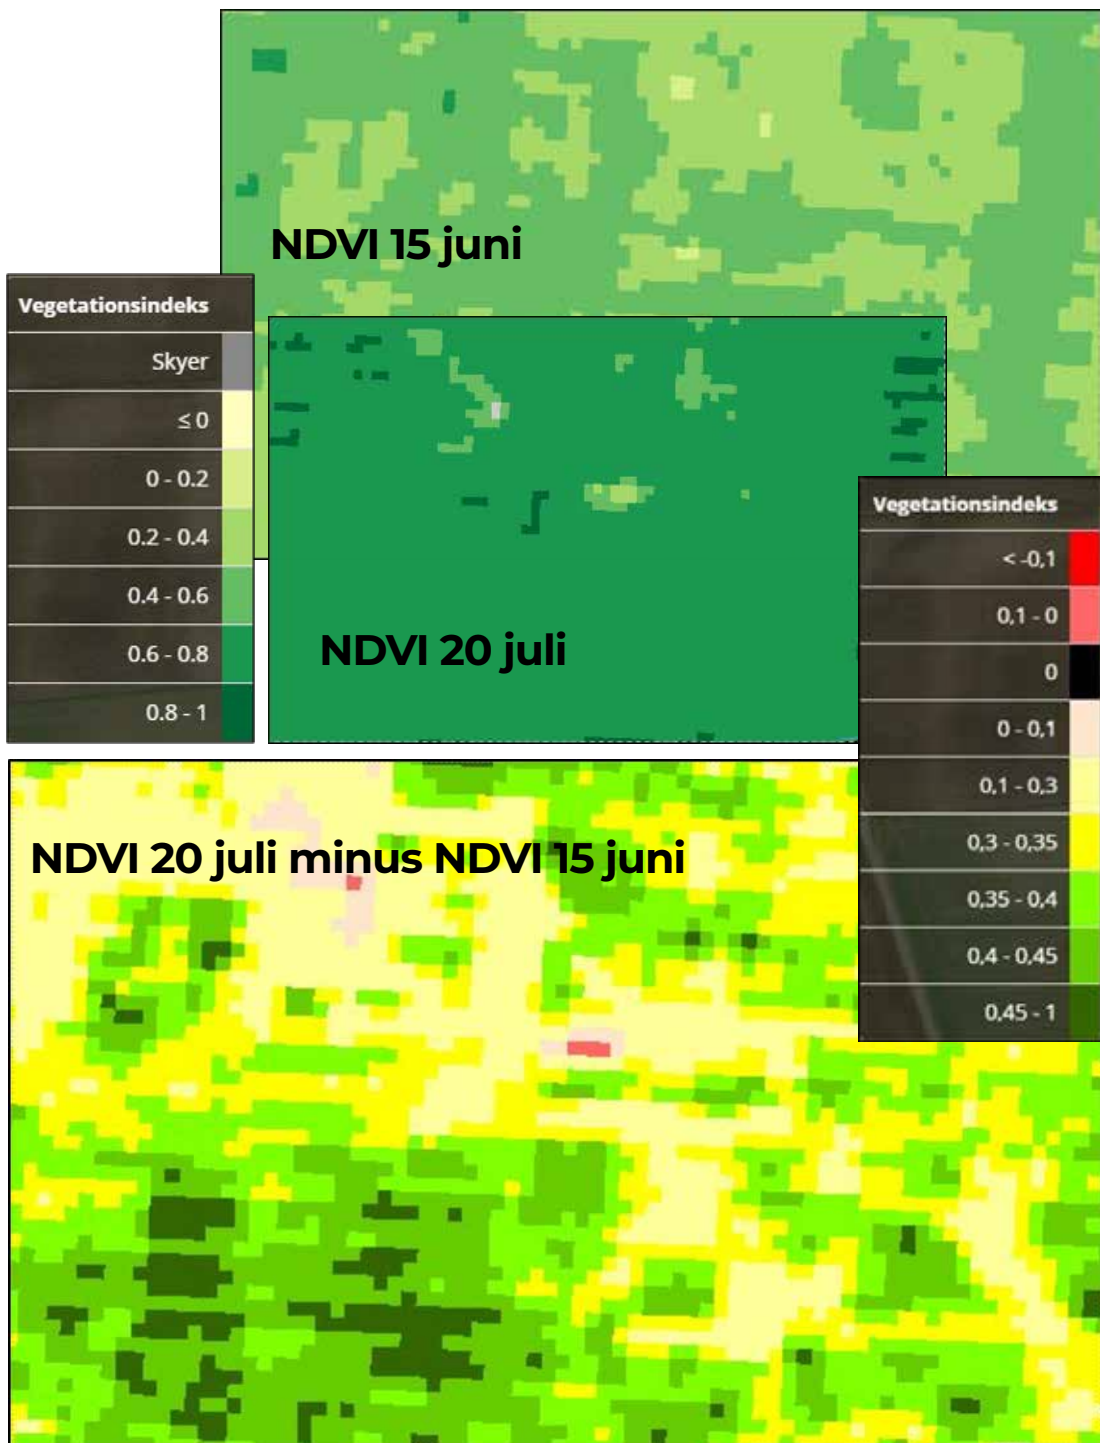 NDVI 15 juni
Vegetationsindeks
Skyer
≤ 0
0 - 0.2
0.2 - 0.4
0.4 - 0.6
0.6 - 0.8
0.8 - 1
NDVI 20 juli
Vegetationsindeks
< -0,1
0,1 - 0
0
0 - 0,1
0,1 - 0,3
0,3 - 0,35
0,35 - 0,4
0,4 - 0,45
0,45 - 1
NDVI 20 juli minus NDVI 15 juni